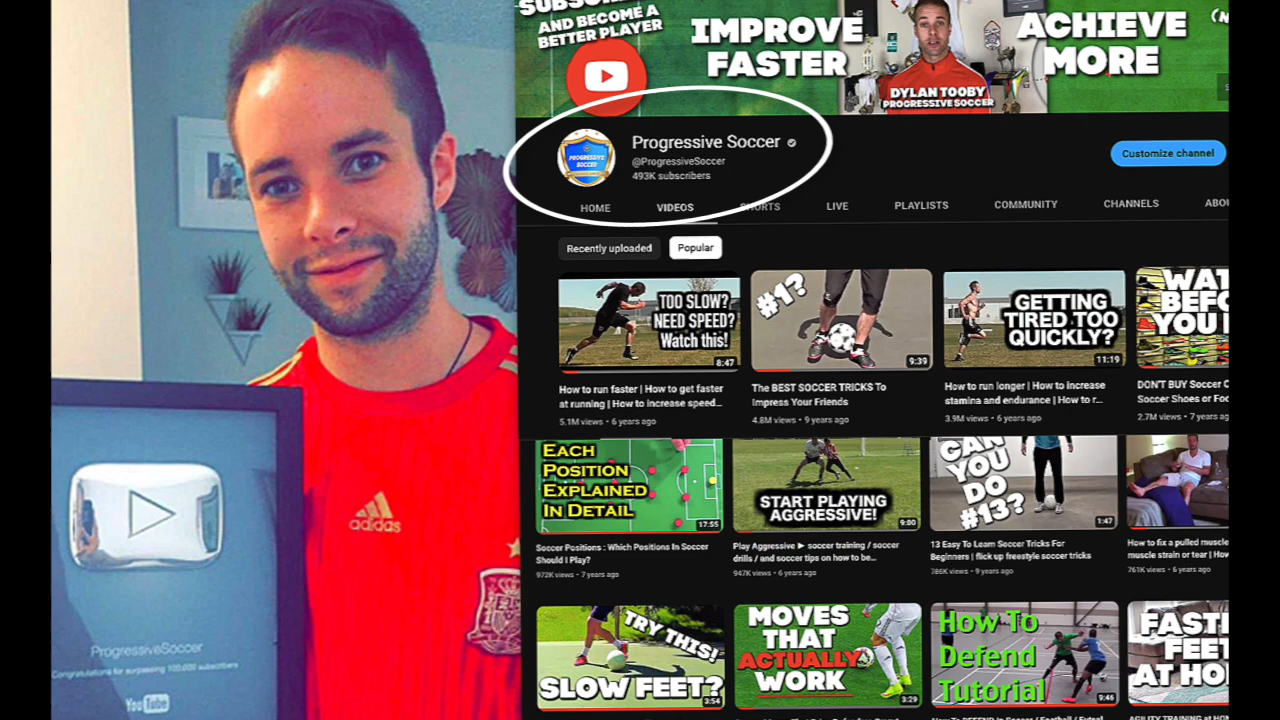 SUBSCRIBE
AND BECOME A
BETTER PLAYER
IMPROVE
FASTER
ACHIEVE
MORE
DYLAN TOOBY
PROGRESSIVE SOCCER
PROGRESSIVE
SOCCER
Progressive Soccer
@ProgressiveSoccer
493K subscribers
Customize channel
HOME
VIDEOS
SHORTS
LIVE
PLAYLISTS
COMMUNITY
CHANNELS
ABOU
Recently uploaded
Popular
TOO SLOW?
NEED SPEED?
Watch this!
8:47
#1?
9:39
GETTING
TIRED TOO
QUICKLY?
11:19
WAT
BEFO
YOU
How to run faster | How to get faster
at running | How to increase speed...
5.1M views • 6 years ago
The BEST SOCCER TRICKS To
Impress Your Friends
4.8M views • 9 years ago
How to run longer | How to increase
stamina and endurance | How to r...
3.9M views • 6 years ago
DON'T BUY Soccer C
Soccer Shoes or Foo
2.7M views • 7 years ag
EACH
POSITION
EXPLAINED
IN DETAIL
17:55
START PLAYING
AGGRESSIVE!
9:00
CAN
YOU
DO
#13?
1:47
Soccer Positions : Which Positions In Soccer
Should I Play?
972K views • 7 years ago
Play Aggressive ► soccer training / soccer
drills / and soccer tips on how to be...
947K views • 6 years ago
13 Easy To Learn Soccer Tricks For
Beginners | flick up freestyle soccer tricks
786K views • 9 years ago
How to fix a pulled muscle
muscle strain or tear | How
761K views • 6 years ago
TRY THIS!
SLOW FEET?
3:54
MOVES
THAT
ACTUALLY
WORK
3:29
How To
Defend
Tutorial
9:46
FAST
FEET
AT HO
adidas
ProgressiveSoccer
Congratulations for surpassing 100,000 subscribers
YouTube